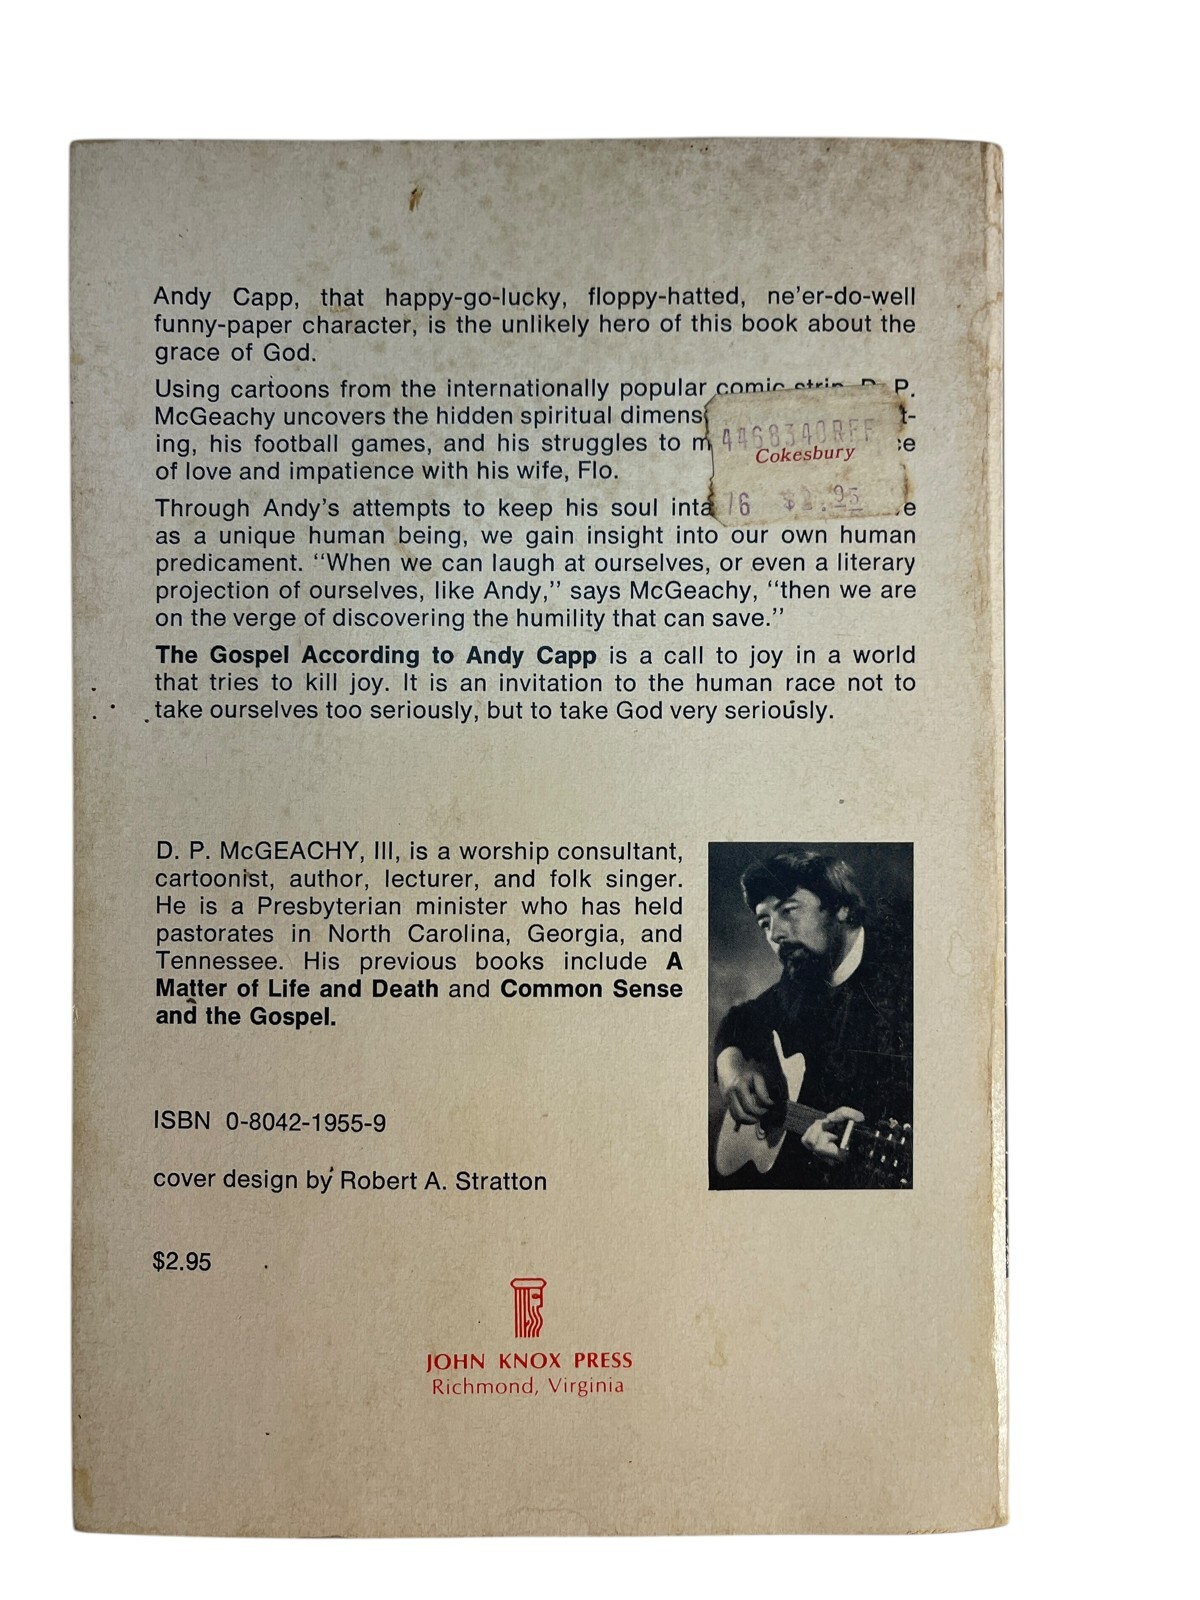 Andy Capp, that happy-go-lucky, floppy-hatted, ne'er-do-well
funny-paper character, is the unlikely hero of this book about the
grace of God.
Using cartoons from the internationally popular comic strip, D. P.
McGeachy uncovers the hidden spiritual
ing, his football games, and his struggles to
of love and impatience with his wife, Flo.
Through Andy's attempts to keep his soul
as a unique human being, we gain insight into our own human
predicament. "When we can laugh at ourselves, or even a literary
projection of ourselves, like Andy," says McGeachy, "then we are
on the verge of discovering the humility that can save."
The Gospel According to Andy Capp is a call to joy in a world
that tries to kill joy. It is an invitation to the human race not to
take ourselves too seriously, but to take God very seriously.
Cokesbury
76 $2.95
D. P. McGEACHY, III, is a worship consultant,
cartoonist, author, lecturer, and folk singer.
He is a Presbyterian minister who has held
pastorates in North Carolina, Georgia, and
Tennessee. His previous books include A
Matter of Life and Death and Common Sense
and the Gospel.
ISBN 0-8042-1955-9
cover design by Robert A. Stratton
$2.95
JOHN KNOX PRESS
Richmond, Virginia